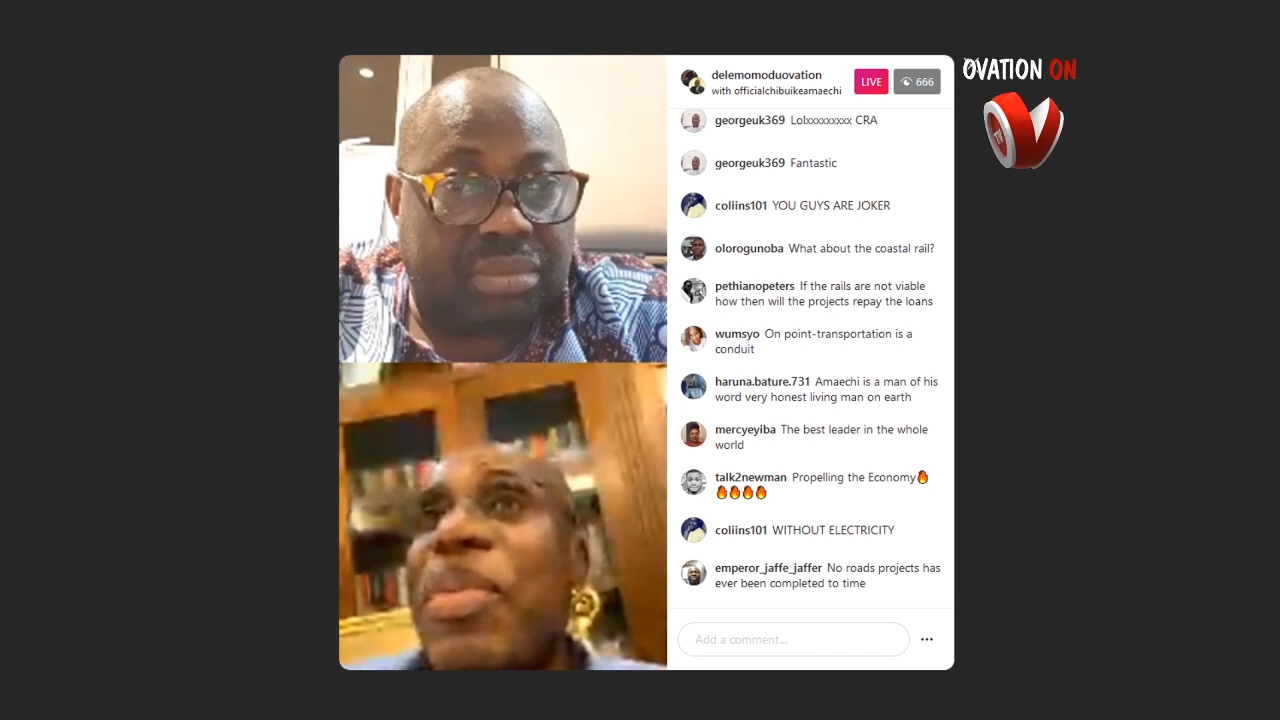 delemomoduovation
with officialchibuikeamaechi
LIVE
666
OVATION ON
TV
georgeuk369 Lolxxxxxxxxx CRA
georgeuk369 Fantastic
coliins101 YOU GUYS ARE JOKER
olorogunoba What about the coastal rail?
pethianopeters If the rails are not viable
how then will the projects repay the loans
wumsyo On point-transportation is a
conduit
haruna.bature.731 Amaechi is a man of his
word very honest living man on earth
mercyeyiba The best leader in the whole
world
talk2newman Propelling the Economy🔥
🔥🔥🔥🔥
coliins101 WITHOUT ELECTRICITY
emperor_jaffe_jaffer No roads projects has
ever been completed to time
Add a comment...